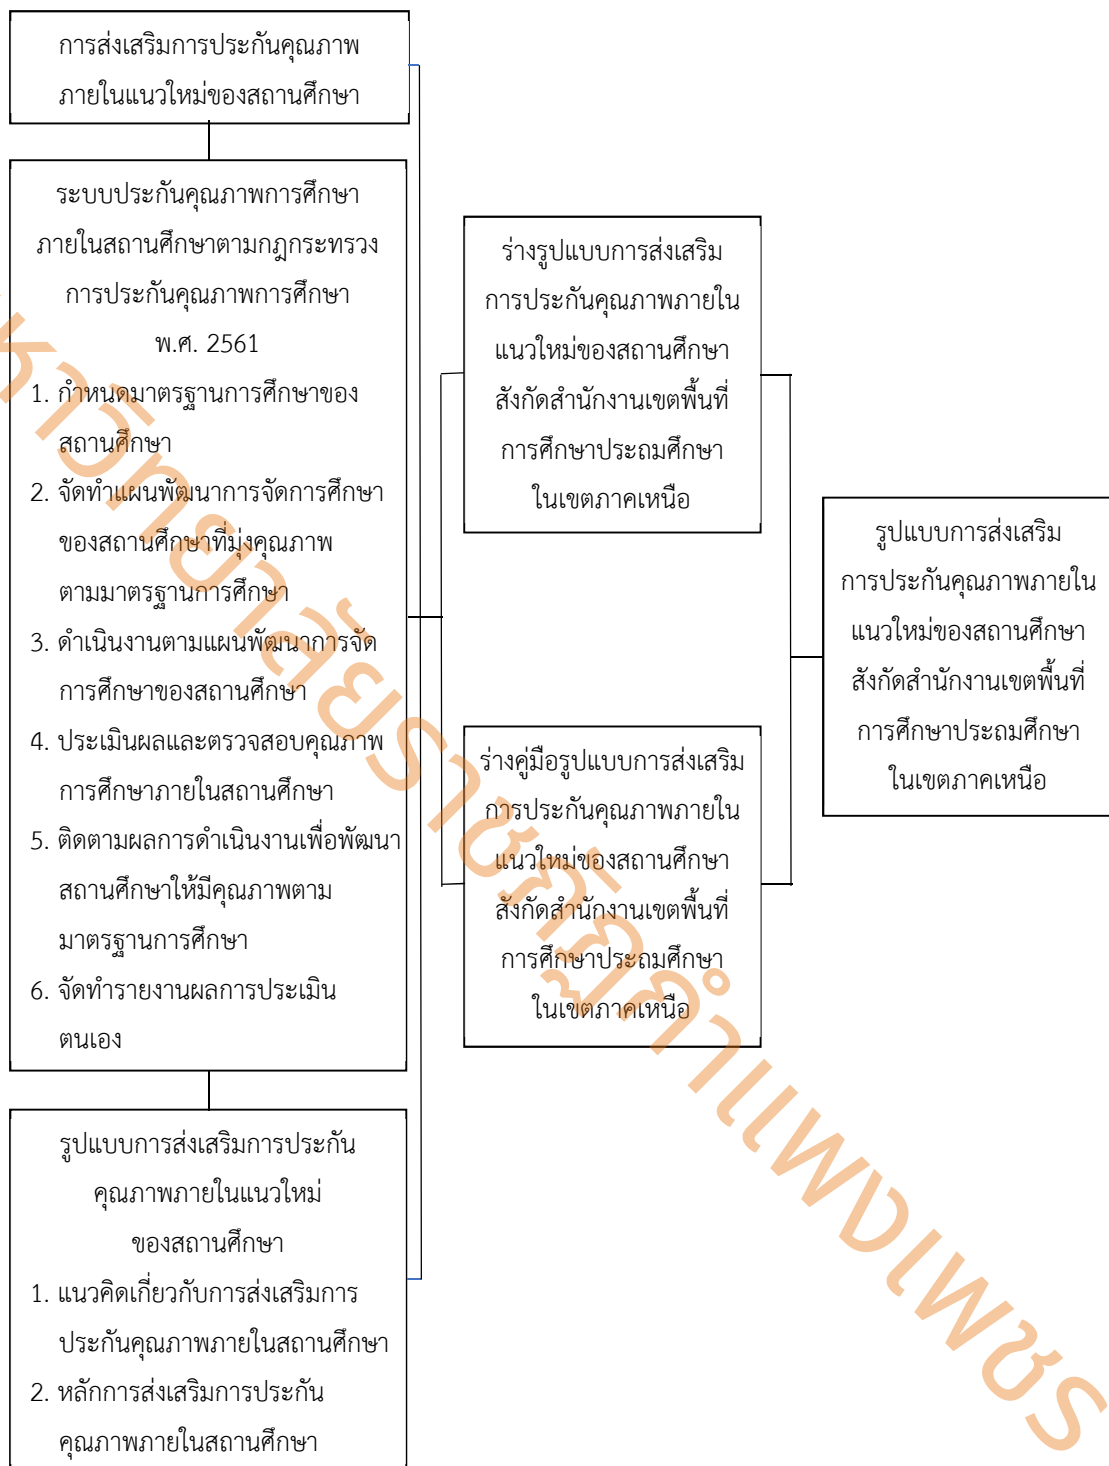 การส่งเสริมการประกันคุณภาพ
ภายในแนวใหม่ของสถานศึกษา
ระบบประกันคุณภาพการศึกษา
ภายในสถานศึกษาตามกฎกระทรวง
การประกันคุณภาพการศึกษา
พ.ศ. 2561
1. กำหนดมาตรฐานการศึกษาของ
สถานศึกษา
2. จัดทำแผนพัฒนาการจัดการศึกษา
ของสถานศึกษาที่มุ่งคุณภาพ
ตามมาตรฐานการศึกษา
3. ดำเนินงานตามแผนพัฒนาการจัด
การศึกษาของสถานศึกษา
4. ประเมินผลและตรวจสอบคุณภาพ
การศึกษาภายในสถานศึกษา
5. ติดตามผลการดำเนินงานเพื่อพัฒนา
สถานศึกษาให้มีคุณภาพตาม
มาตรฐานการศึกษา
6. จัดทำรายงานผลการประเมิน
ตนเอง
รูปแบบการส่งเสริมการประกัน
คุณภาพภายในแนวใหม่
ของสถานศึกษา
1. แนวคิดเกี่ยวกับการส่งเสริมการ
ประกันคุณภาพภายในสถานศึกษา
2. หลักการส่งเสริมการประกัน
คุณภาพภายในสถานศึกษา
ร่างรูปแบบการส่งเสริม
การประกันคุณภาพภายใน
แนวใหม่ของสถานศึกษา
สังกัดสำนักงานเขตพื้นที่
การศึกษาประถมศึกษา
ในเขตภาคเหนือ
ร่างคู่มือรูปแบบการส่งเสริม
การประกันคุณภาพภายใน
แนวใหม่ของสถานศึกษา
สังกัดสำนักงานเขตพื้นที่
การศึกษาประถมศึกษา
ในเขตภาคเหนือ
รูปแบบการส่งเสริม
การประกันคุณภาพภายใน
แนวใหม่ของสถานศึกษา
สังกัดสำนักงานเขตพื้นที่
การศึกษาประถมศึกษา
ในเขตภาคเหนือ
หาวิทยาลัยราชภัฏกำแพงเพชร